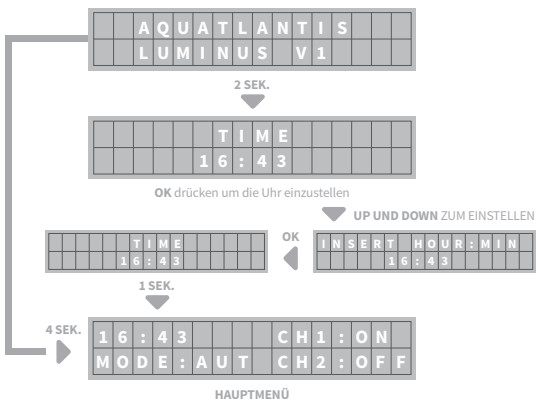 AQUATLANTIS
LUMINUS V1
2 SEK.
TIME
16:43
OK drücken um die Uhr einzustellen
UP UND DOWN ZUM EINSTELLEN
OK
TIME
16:43
INSERT HOUR:MIN
16:43
1 SEK.
4 SEK.
16:43 CH1:ON
MODE:AUT CH2:OFF
HAUPTMENÜ